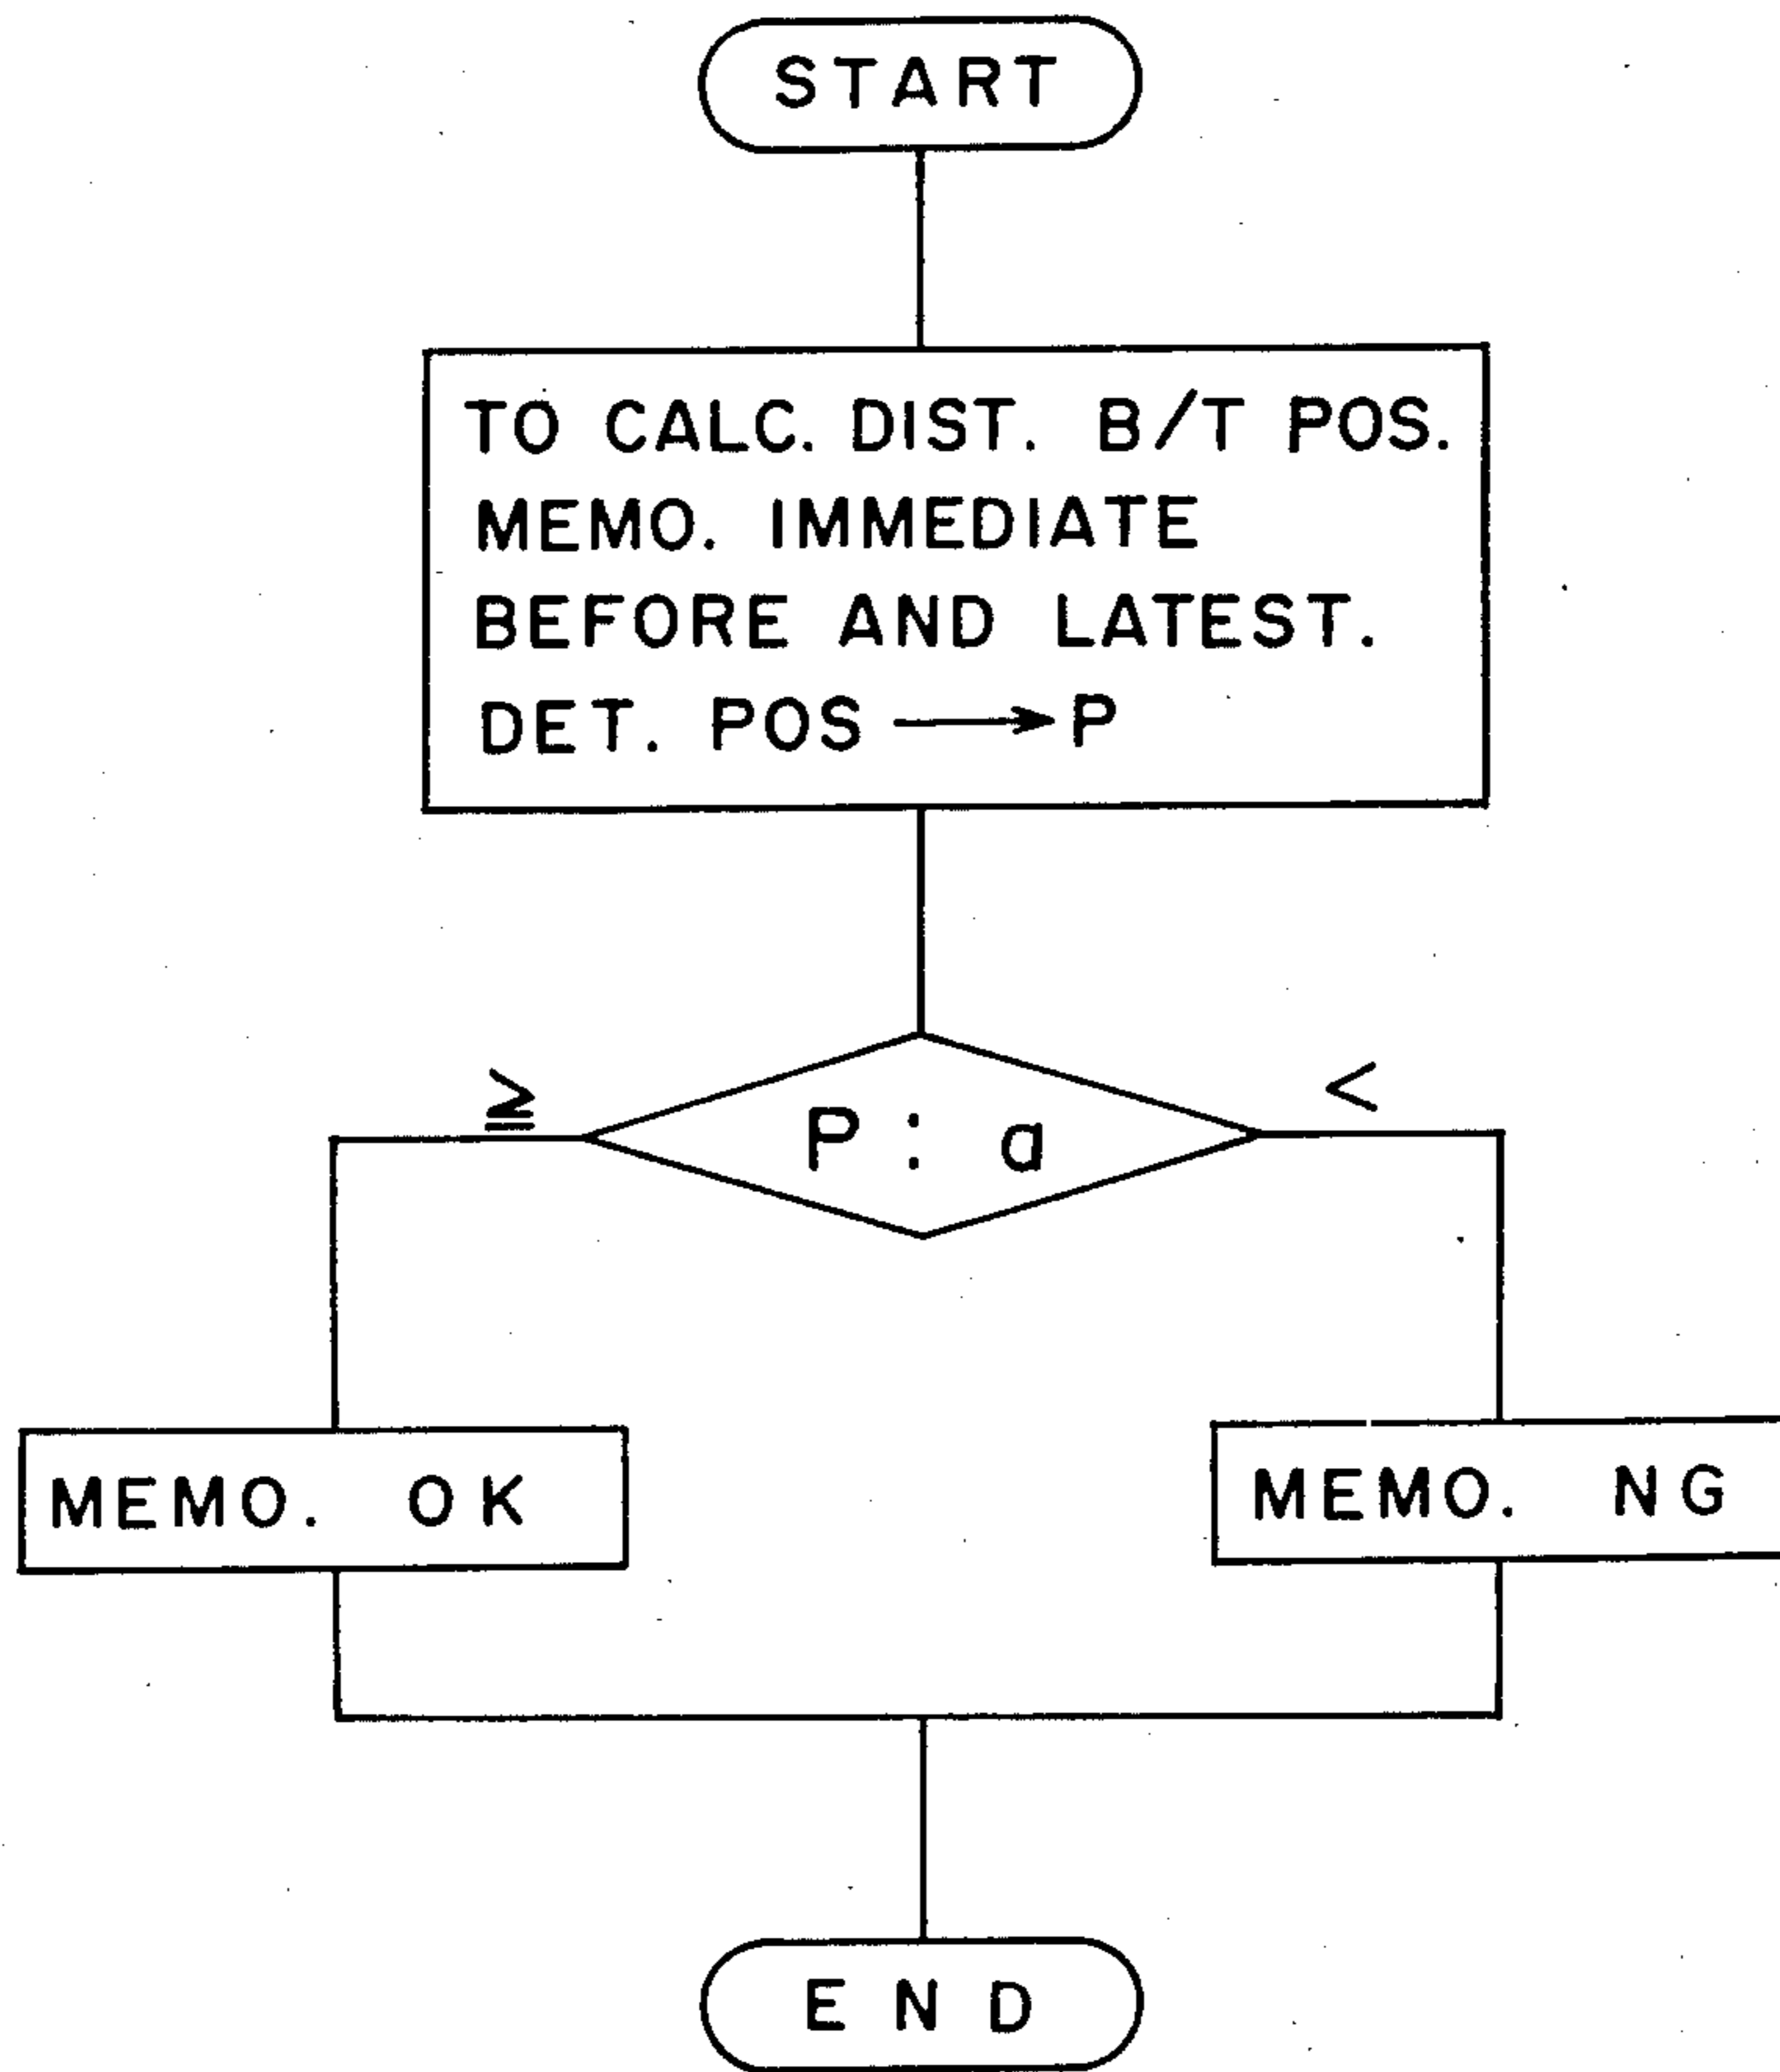 START
TO CALC. DIST. B/T POS.
MEMO. IMMEDIATE
BEFORE AND LATEST.
DET. POS → P
≧ P : a <
MEMO. OK
MEMO. NG
END